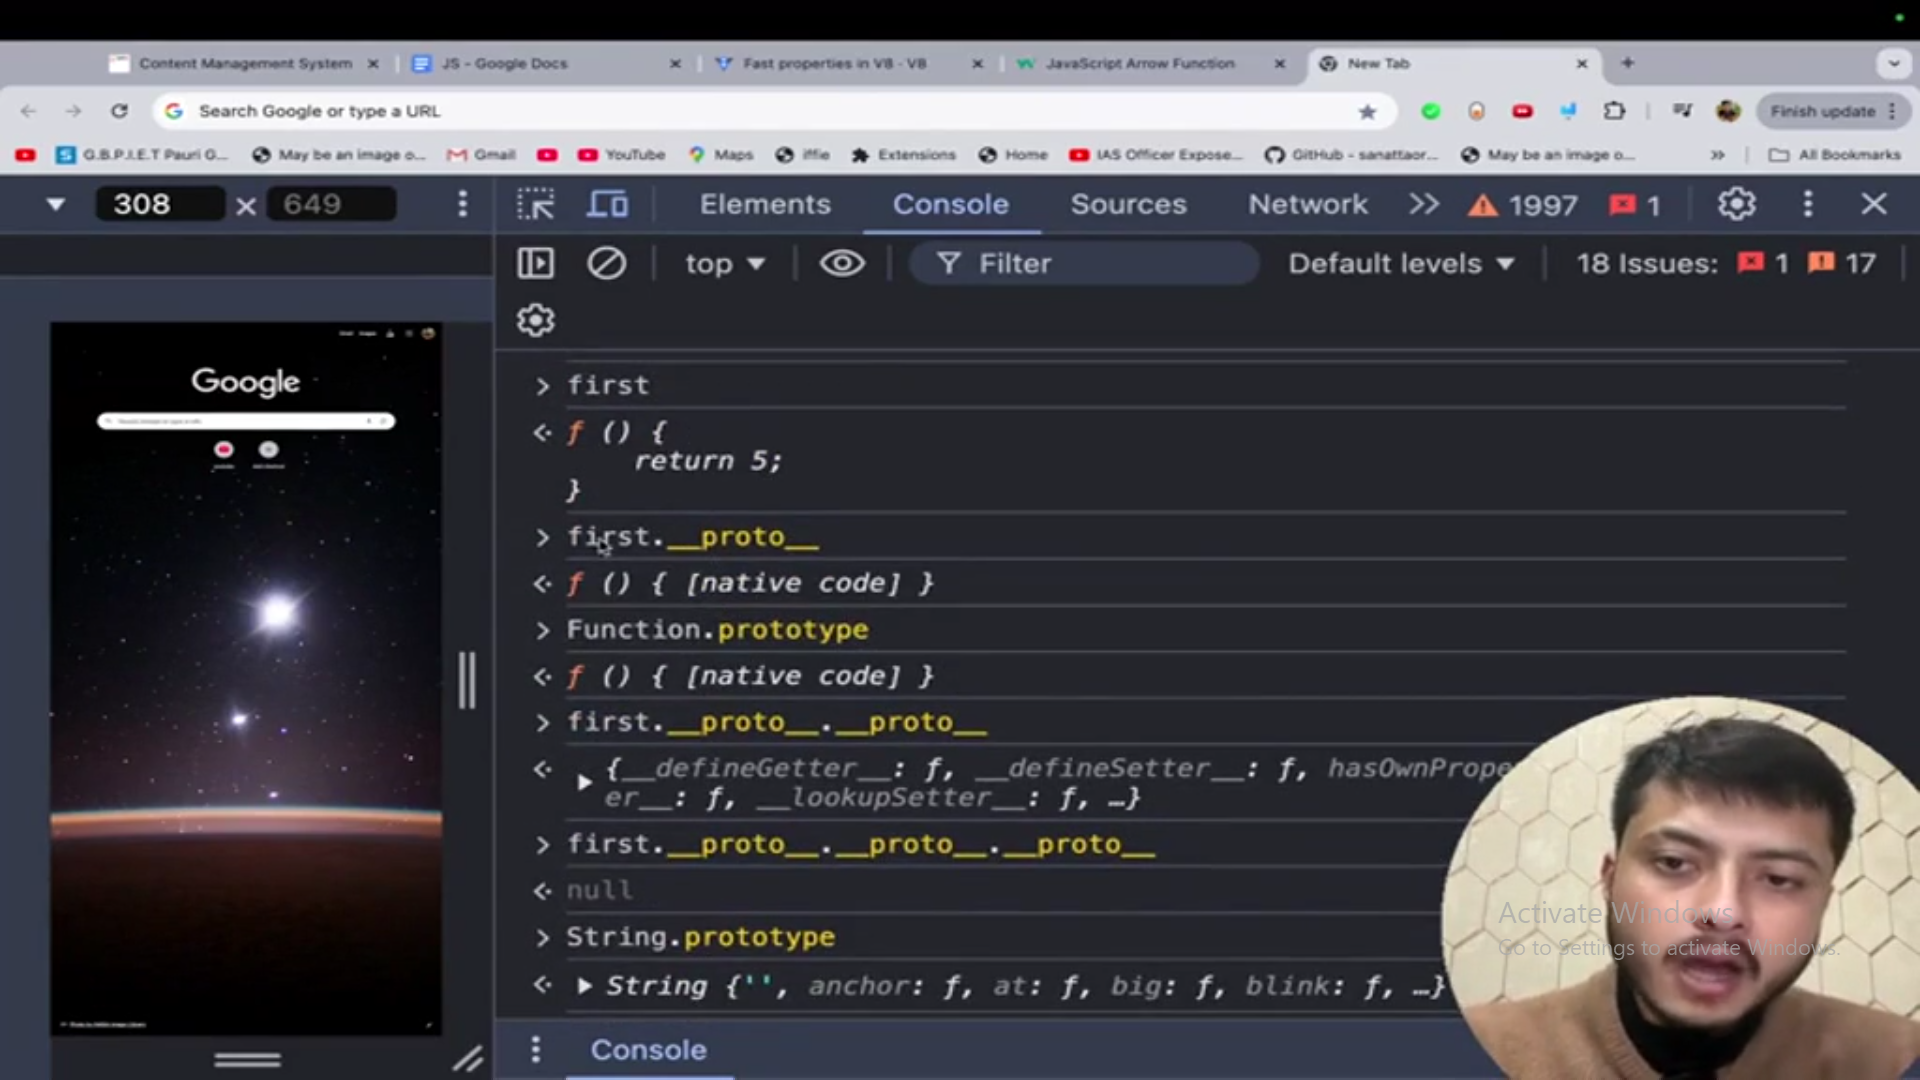 Content Management System
JS - Google Docs
Fast properties in V8 · V8
JavaScript Arrow Function
New Tab
Search Google or type a URL
Finish update
G.B.P.I.E.T Pauri G...
May be an image o...
Gmail
YouTube
Maps
iffie
Extensions
Home
IAS Officer Expose...
GitHub - sanattaor...
May be an image o...
»
All Bookmarks
308 × 649
Elements
Console
Sources
Network
1997
1
top
Filter
Default levels
18 Issues: 1 17
Google
> first
f () {
return 5;
}
> first.__proto__
f () { [native code] }
> Function.prototype
f () { [native code] }
> first.__proto__.__proto__
{__defineGetter__: f, __defineSetter__: f, hasOwnPrope
er__: f, __lookupSetter__: f, …}
> first.__proto__.__proto__.__proto__
null
> String.prototype
String {'', anchor: f, at: f, big: f, blink: f, …}
Activate Windows
Go to Settings to activate Windows.
Console